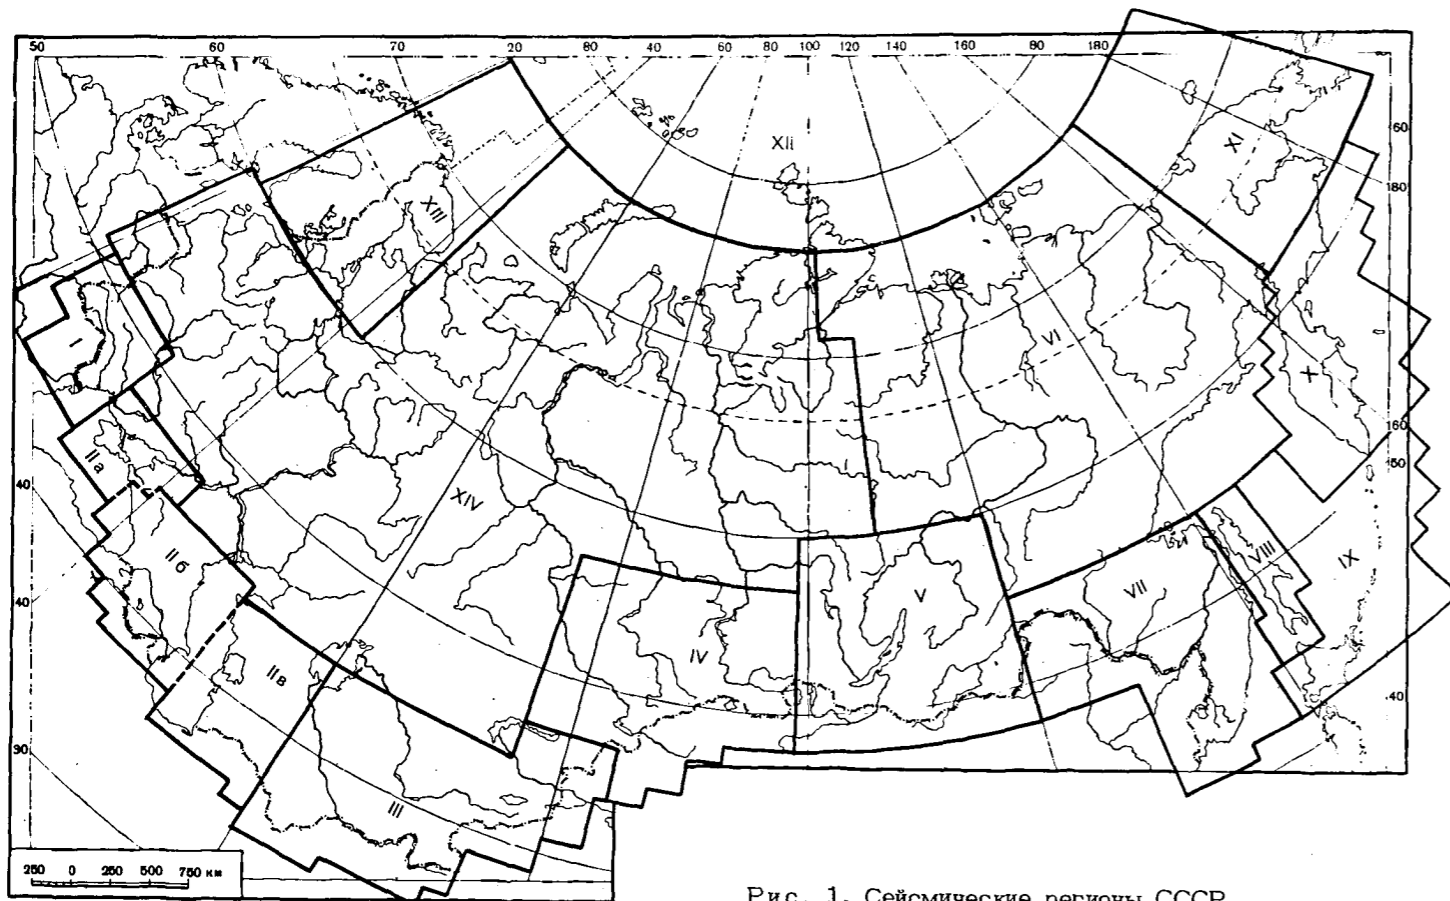 50 60 70 20 80 40 60 80 100 120 140 160 80 180
60
XII
XI
180
XIII
VI
I
X
160
IIа
50
40
XIV
IIб
VIII
IX
VII
V
40
IV
IIв
40
30
III
250 0 250 500 750 км
Рис. 1. Сейсмические регионы СССР